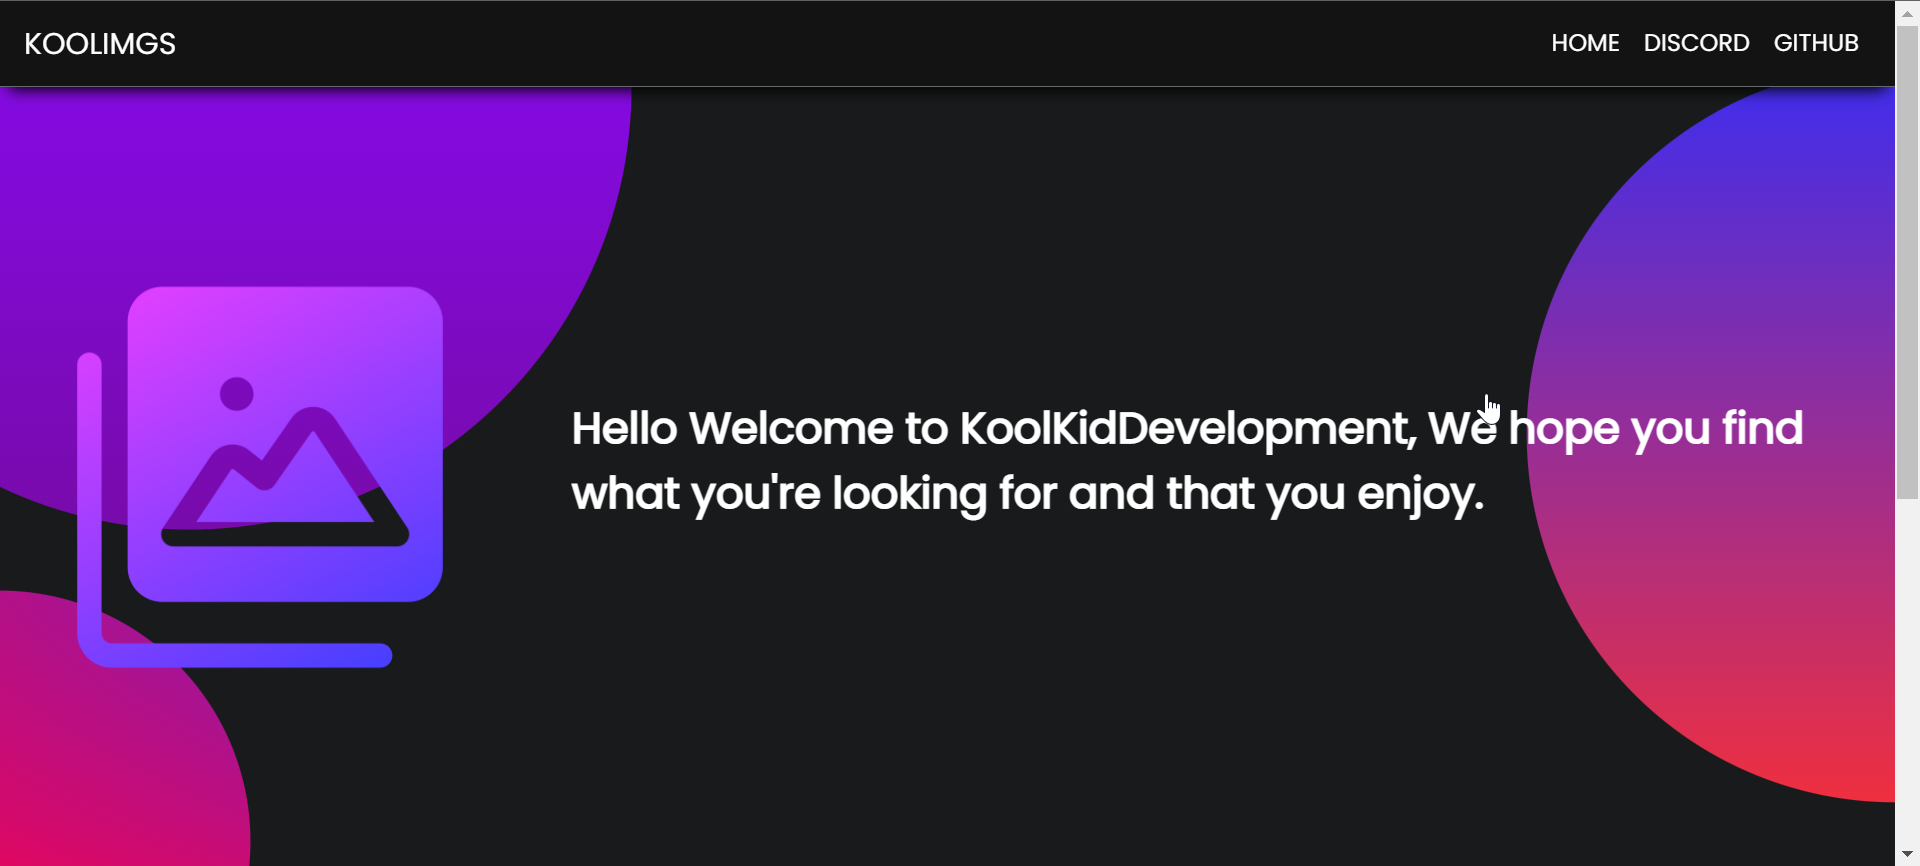 KOOLIMGS
HOME DISCORD GITHUB
Hello Welcome to KoolKidDevelopment, We hope you find
what you're looking for and that you enjoy.